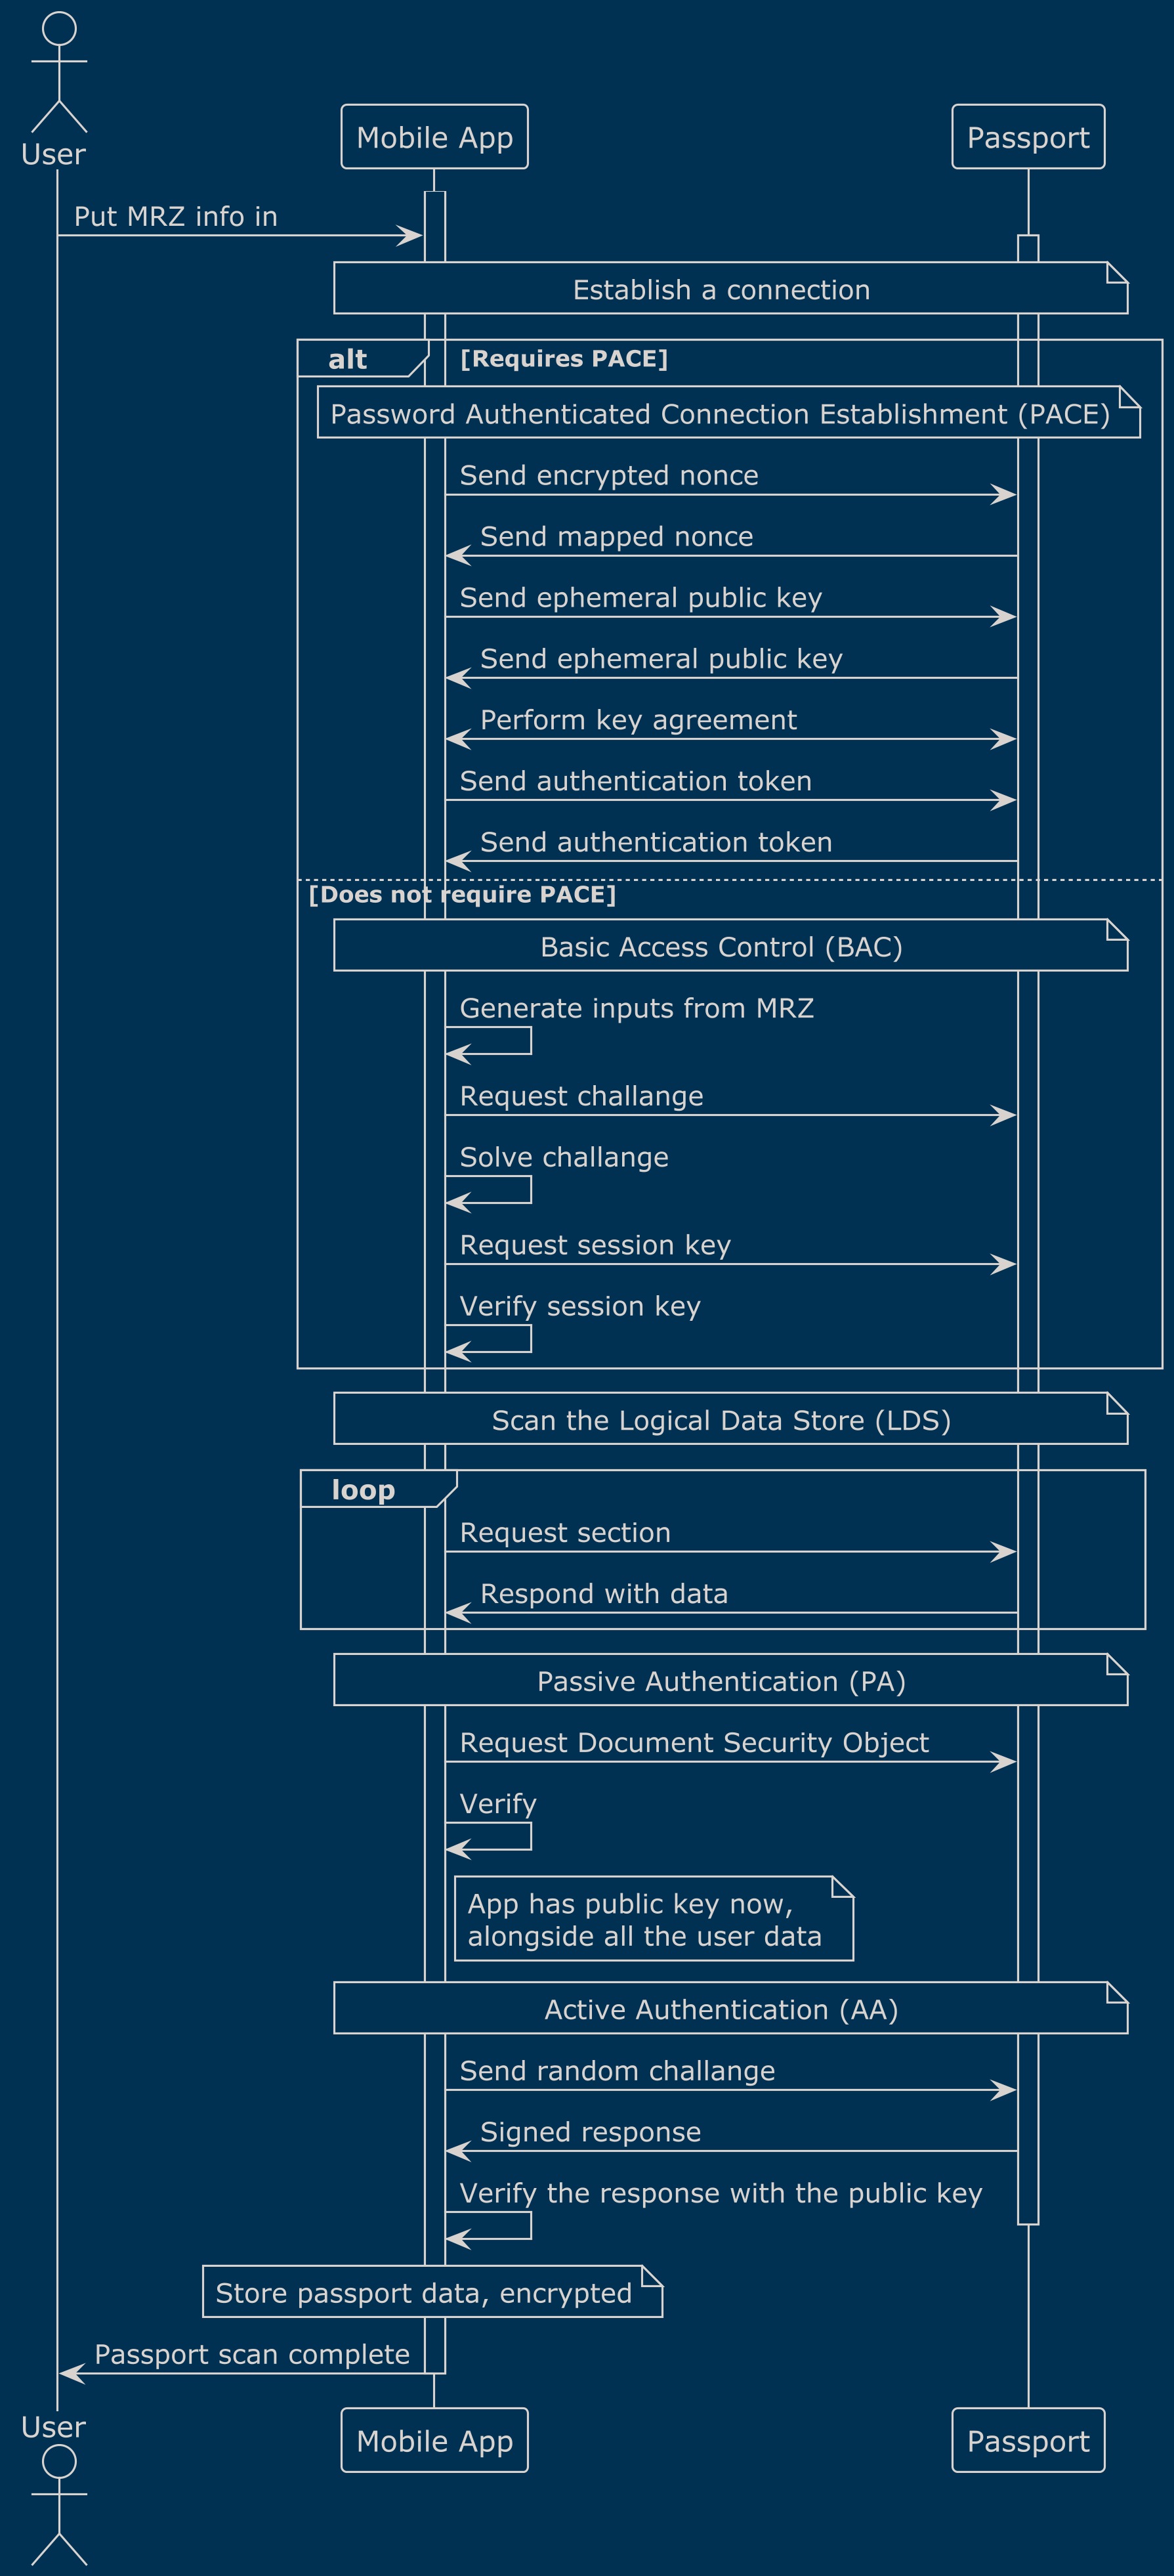 User
Mobile App
Passport
Put MRZ info in
Establish a connection
alt
[Requires PACE]
Password Authenticated Connection Establishment (PACE)
Send encrypted nonce
Send mapped nonce
Send ephemeral public key
Send ephemeral public key
Perform key agreement
Send authentication token
Send authentication token
[Does not require PACE]
Basic Access Control (BAC)
Generate inputs from MRZ
Request challange
Solve challange
Request session key
Verify session key
Scan the Logical Data Store (LDS)
loop
Request section
Respond with data
Passive Authentication (PA)
Request Document Security Object
Verify
App has public key now,
alongside all the user data
Active Authentication (AA)
Send random challange
Signed response
Verify the response with the public key
Store passport data, encrypted
Passport scan complete
User
Mobile App
Passport